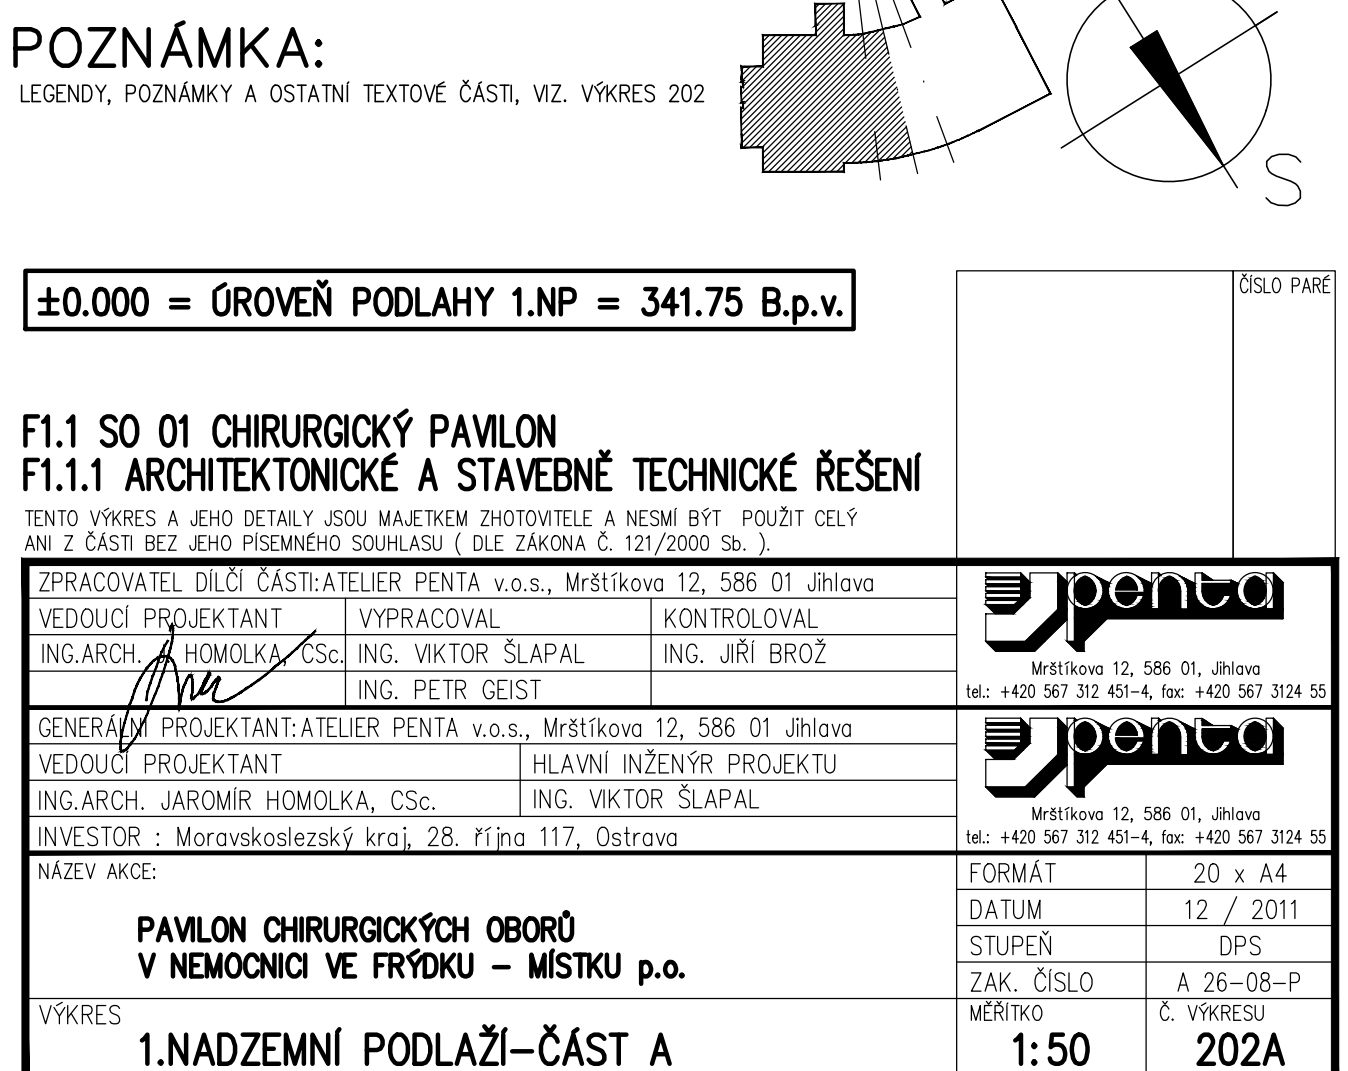 POZNÁMKA:
LEGENDY, POZNÁMKY A OSTATNÍ TEXTOVÉ ČÁSTI, VIZ. VÝKRES 202
S
±0.000 = ÚROVEŇ PODLAHY 1.NP = 341.75 B.p.v.
ČÍSLO PARÉ
F1.1 SO 01 CHIRURGICKÝ PAVILON
F1.1.1 ARCHITEKTONICKÉ A STAVEBNĚ TECHNICKÉ ŘEŠENÍ
TENTO VÝKRES A JEHO DETAILY JSOU MAJETKEM ZHOTOVITELE A NESMÍ BÝT POUŽIT CELÝ
ANI Z ČÁSTI BEZ JEHO PÍSEMNÉHO SOUHLASU ( DLE ZÁKONA Č. 121/2000 Sb. ).
ZPRACOVATEL DÍLČÍ ČÁSTI:ATELIER PENTA v.o.s., Mrštíkova 12, 586 01 Jihlava
VEDOUCÍ PROJEKTANT VYPRACOVAL KONTROLOVAL
ING.ARCH. J. HOMOLKA, CSc. ING. VIKTOR ŠLAPAL ING. JIŘÍ BROŽ
ING. PETR GEIST
penta
Mrštíkova 12, 586 01, Jihlava
tel.: +420 567 312 451-4, fax: +420 567 3124 55
GENERÁLNÍ PROJEKTANT:ATELIER PENTA v.o.s., Mrštíkova 12, 586 01 Jihlava
VEDOUCÍ PROJEKTANT HLAVNÍ INŽENÝR PROJEKTU
ING.ARCH. JAROMÍR HOMOLKA, CSc. ING. VIKTOR ŠLAPAL
INVESTOR : Moravskoslezský kraj, 28. října 117, Ostrava
penta
Mrštíkova 12, 586 01, Jihlava
tel.: +420 567 312 451-4, fax: +420 567 3124 55
NÁZEV AKCE:
PAVILON CHIRURGICKÝCH OBORŮ
V NEMOCNICI VE FRÝDKU - MÍSTKU p.o.
FORMÁT 20 x A4
DATUM 12 / 2011
STUPEŇ DPS
ZAK. ČÍSLO A 26-08-P
VÝKRES
1.NADZEMNÍ PODLAŽÍ-ČÁST A
MĚŘÍTKO Č. VÝKRESU
1:50 202A